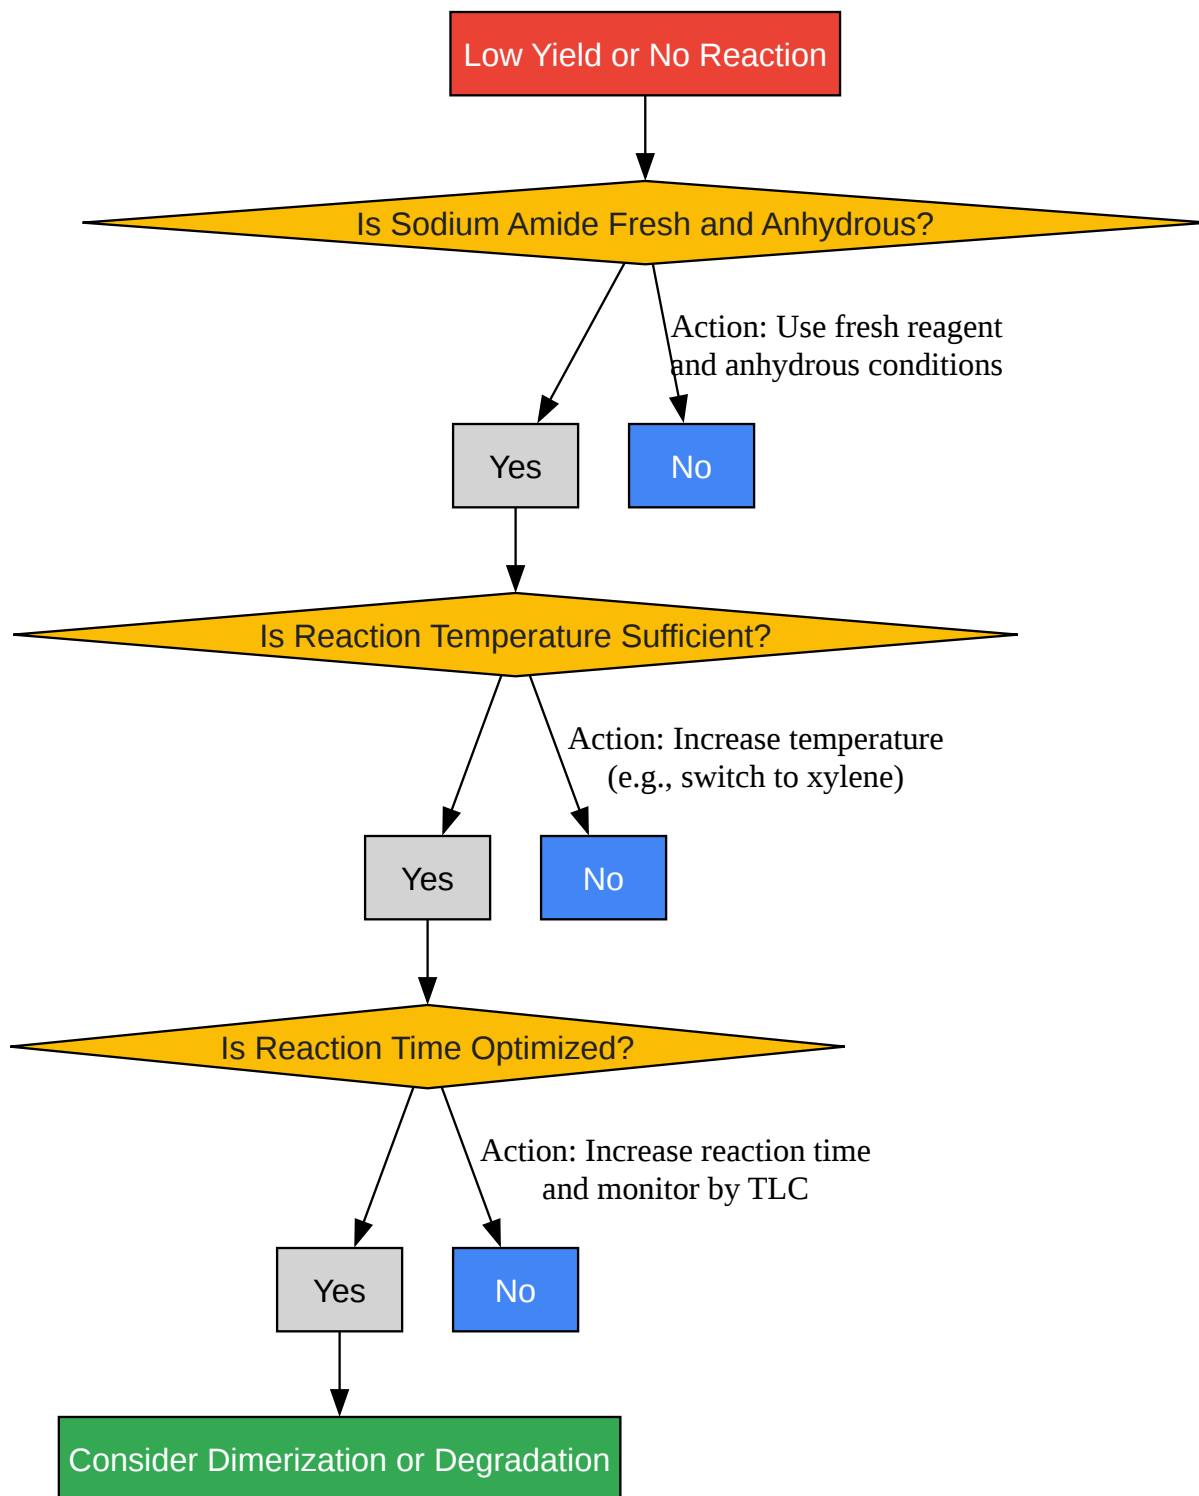 Low Yield or No Reaction
Is Sodium Amide Fresh and Anhydrous?
Action: Use fresh reagent
and anhydrous conditions
Yes
No
Is Reaction Temperature Sufficient?
Action: Increase temperature
(e.g., switch to xylene)
Yes
No
Is Reaction Time Optimized?
Action: Increase reaction time
and monitor by TLC
Yes
No
Consider Dimerization or Degradation